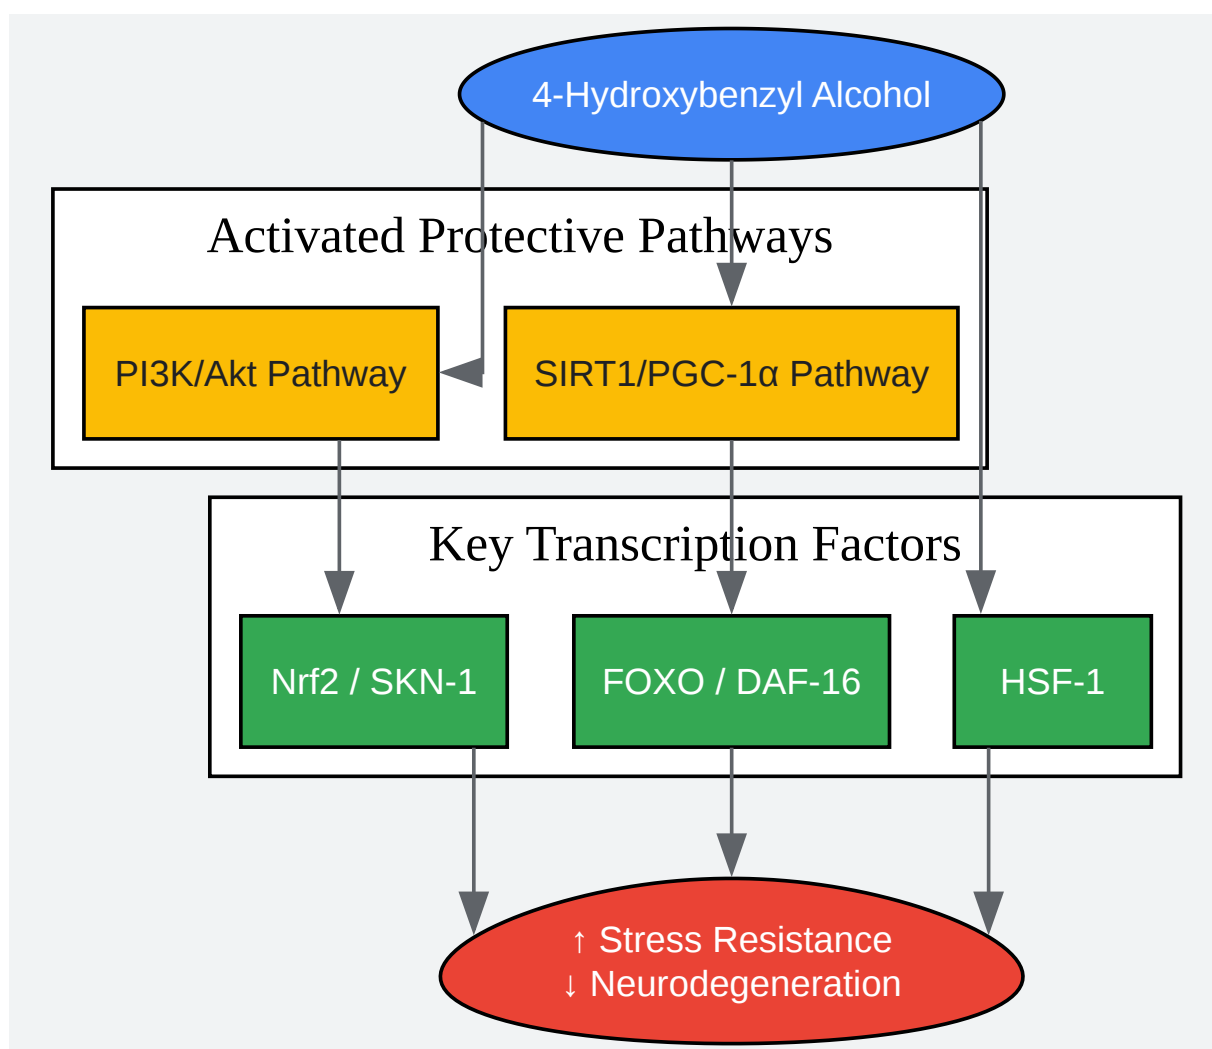 4-Hydroxybenzyl Alcohol
Activated Protective Pathways
PI3K/Akt Pathway
SIRT1/PGC-1α Pathway
Key Transcription Factors
Nrf2 / SKN-1
FOXO / DAF-16
HSF-1
↑ Stress Resistance
↓ Neurodegeneration